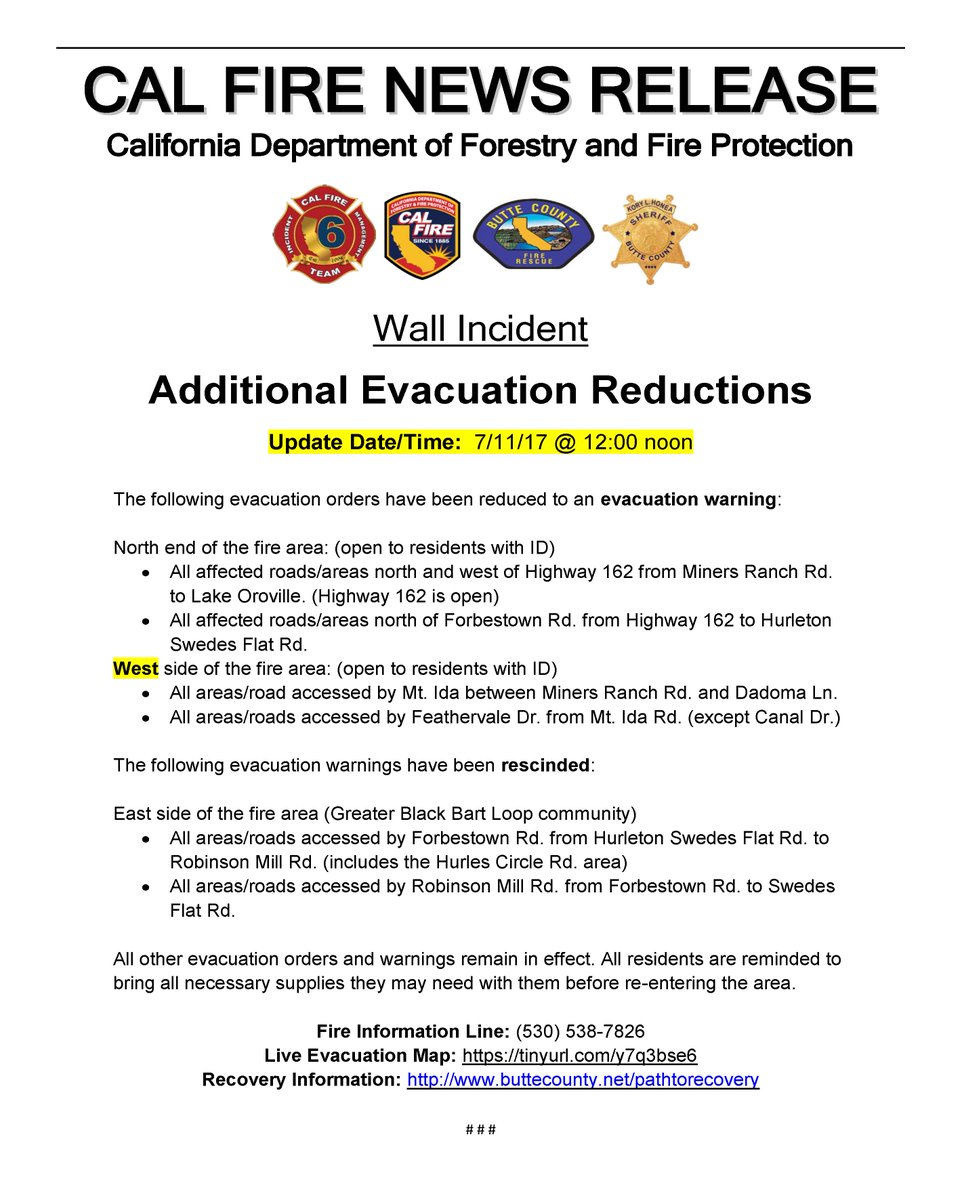 CAL FIRE NEWS RELEASE
California Department of Forestry and Fire Protection
CAL FIRE
INCIDENT
6
MANAGEMENT
TEAM
CALIFORNIA DEPARTMENT OF
FORESTRY & FIRE PROTECTION
CAL
FIRE
SINCE 1885
BUTTE COUNTY
FIRE
RESCUE
KORY L. HONEA
SHERIFF
BUTTE COUNTY
Wall Incident
Additional Evacuation Reductions
Update Date/Time: 7/11/17 @ 12:00 noon
The following evacuation orders have been reduced to an evacuation warning:
North end of the fire area: (open to residents with ID)
• All affected roads/areas north and west of Highway 162 from Miners Ranch Rd.
to Lake Oroville. (Highway 162 is open)
• All affected roads/areas north of Forbestown Rd. from Highway 162 to Hurleton
Swedes Flat Rd.
West side of the fire area: (open to residents with ID)
• All areas/road accessed by Mt. Ida between Miners Ranch Rd. and Dadoma Ln.
• All areas/roads accessed by Feathervale Dr. from Mt. Ida Rd. (except Canal Dr.)
The following evacuation warnings have been rescinded:
East side of the fire area (Greater Black Bart Loop community)
• All areas/roads accessed by Forbestown Rd. from Hurleton Swedes Flat Rd. to
Robinson Mill Rd. (includes the Hurles Circle Rd. area)
• All areas/roads accessed by Robinson Mill Rd. from Forbestown Rd. to Swedes
Flat Rd.
All other evacuation orders and warnings remain in effect. All residents are reminded to
bring all necessary supplies they may need with them before re-entering the area.
Fire Information Line: (530) 538-7826
Live Evacuation Map: https://tinyurl.com/y7q3bse6
Recovery Information: http://www.buttecounty.net/pathtorecovery
# # #